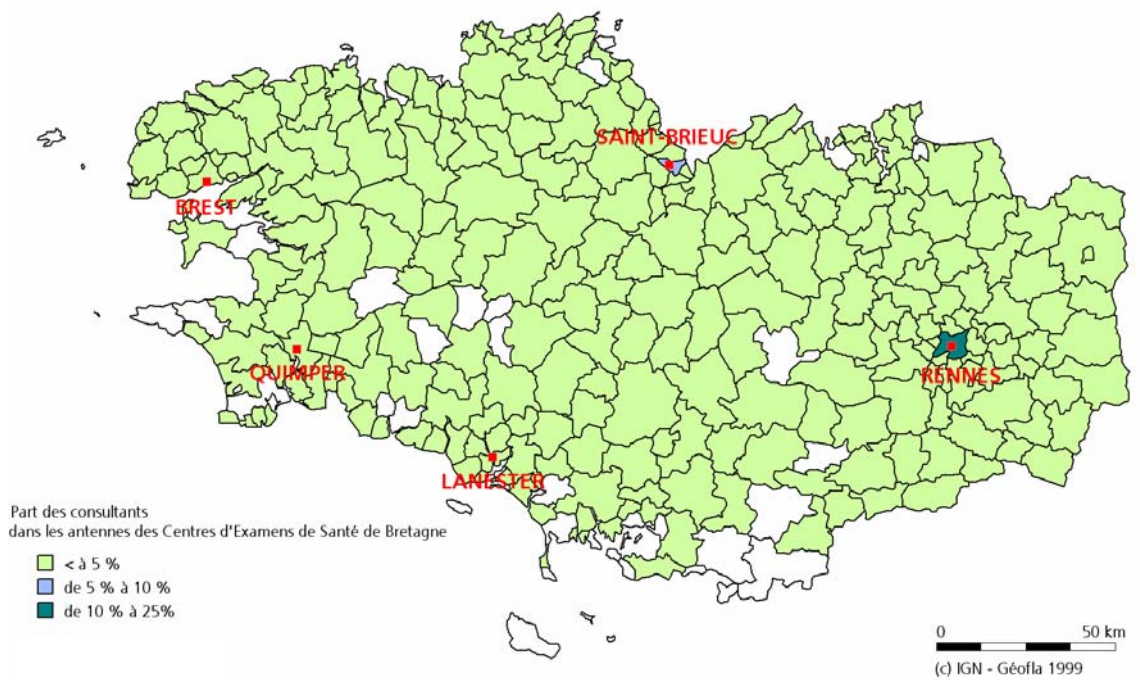 SAINT-BRIEUC
BREST
QUIMPER
RENNES
LANESTER
Part des consultants
dans les antennes des Centres d'Examens de Santé de Bretagne
< à 5 %
de 5 % à 10 %
de 10 % à 25%
0 50 km
(c) IGN - Géofla 1999